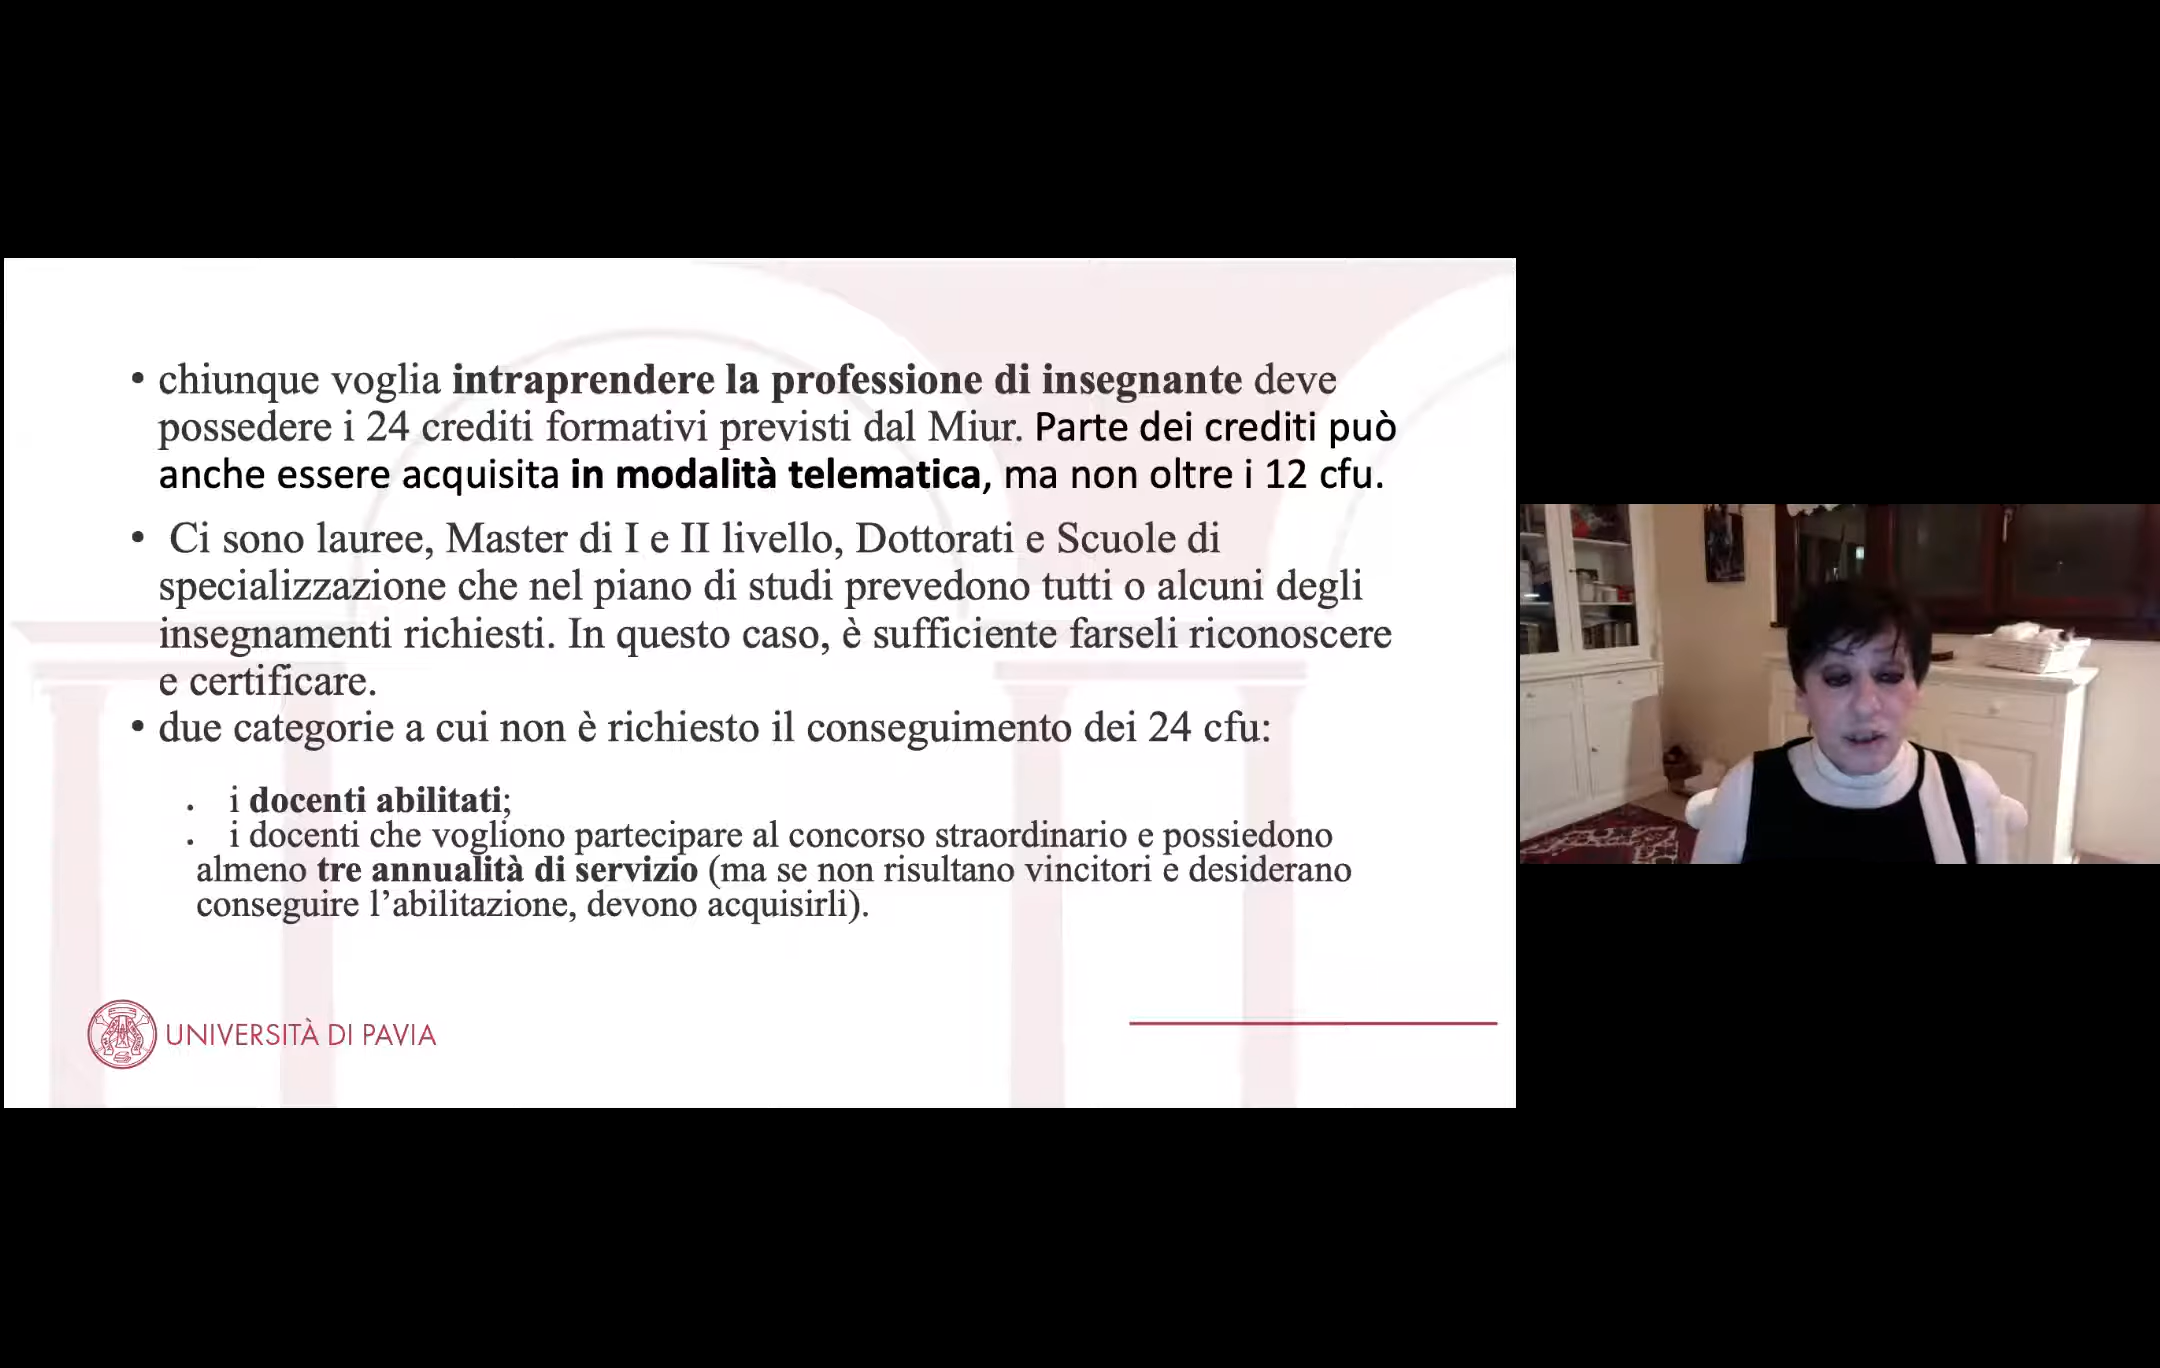 • chiunque voglia intraprendere la professione di insegnante deve
possedere i 24 crediti formativi previsti dal Miur. Parte dei crediti può
anche essere acquisita in modalità telematica, ma non oltre i 12 cfu.
• Ci sono lauree, Master di I e II livello, Dottorati e Scuole di
specializzazione che nel piano di studi prevedono tutti o alcuni degli
insegnamenti richiesti. In questo caso, è sufficiente farseli riconoscere
e certificare.
• due categorie a cui non è richiesto il conseguimento dei 24 cfu:
. i docenti abilitati;
. i docenti che vogliono partecipare al concorso straordinario e possiedono
almeno tre annualità di servizio (ma se non risultano vincitori e desiderano
conseguire l’abilitazione, devono acquisirli).
UNIVERSITÀ DI PAVIA